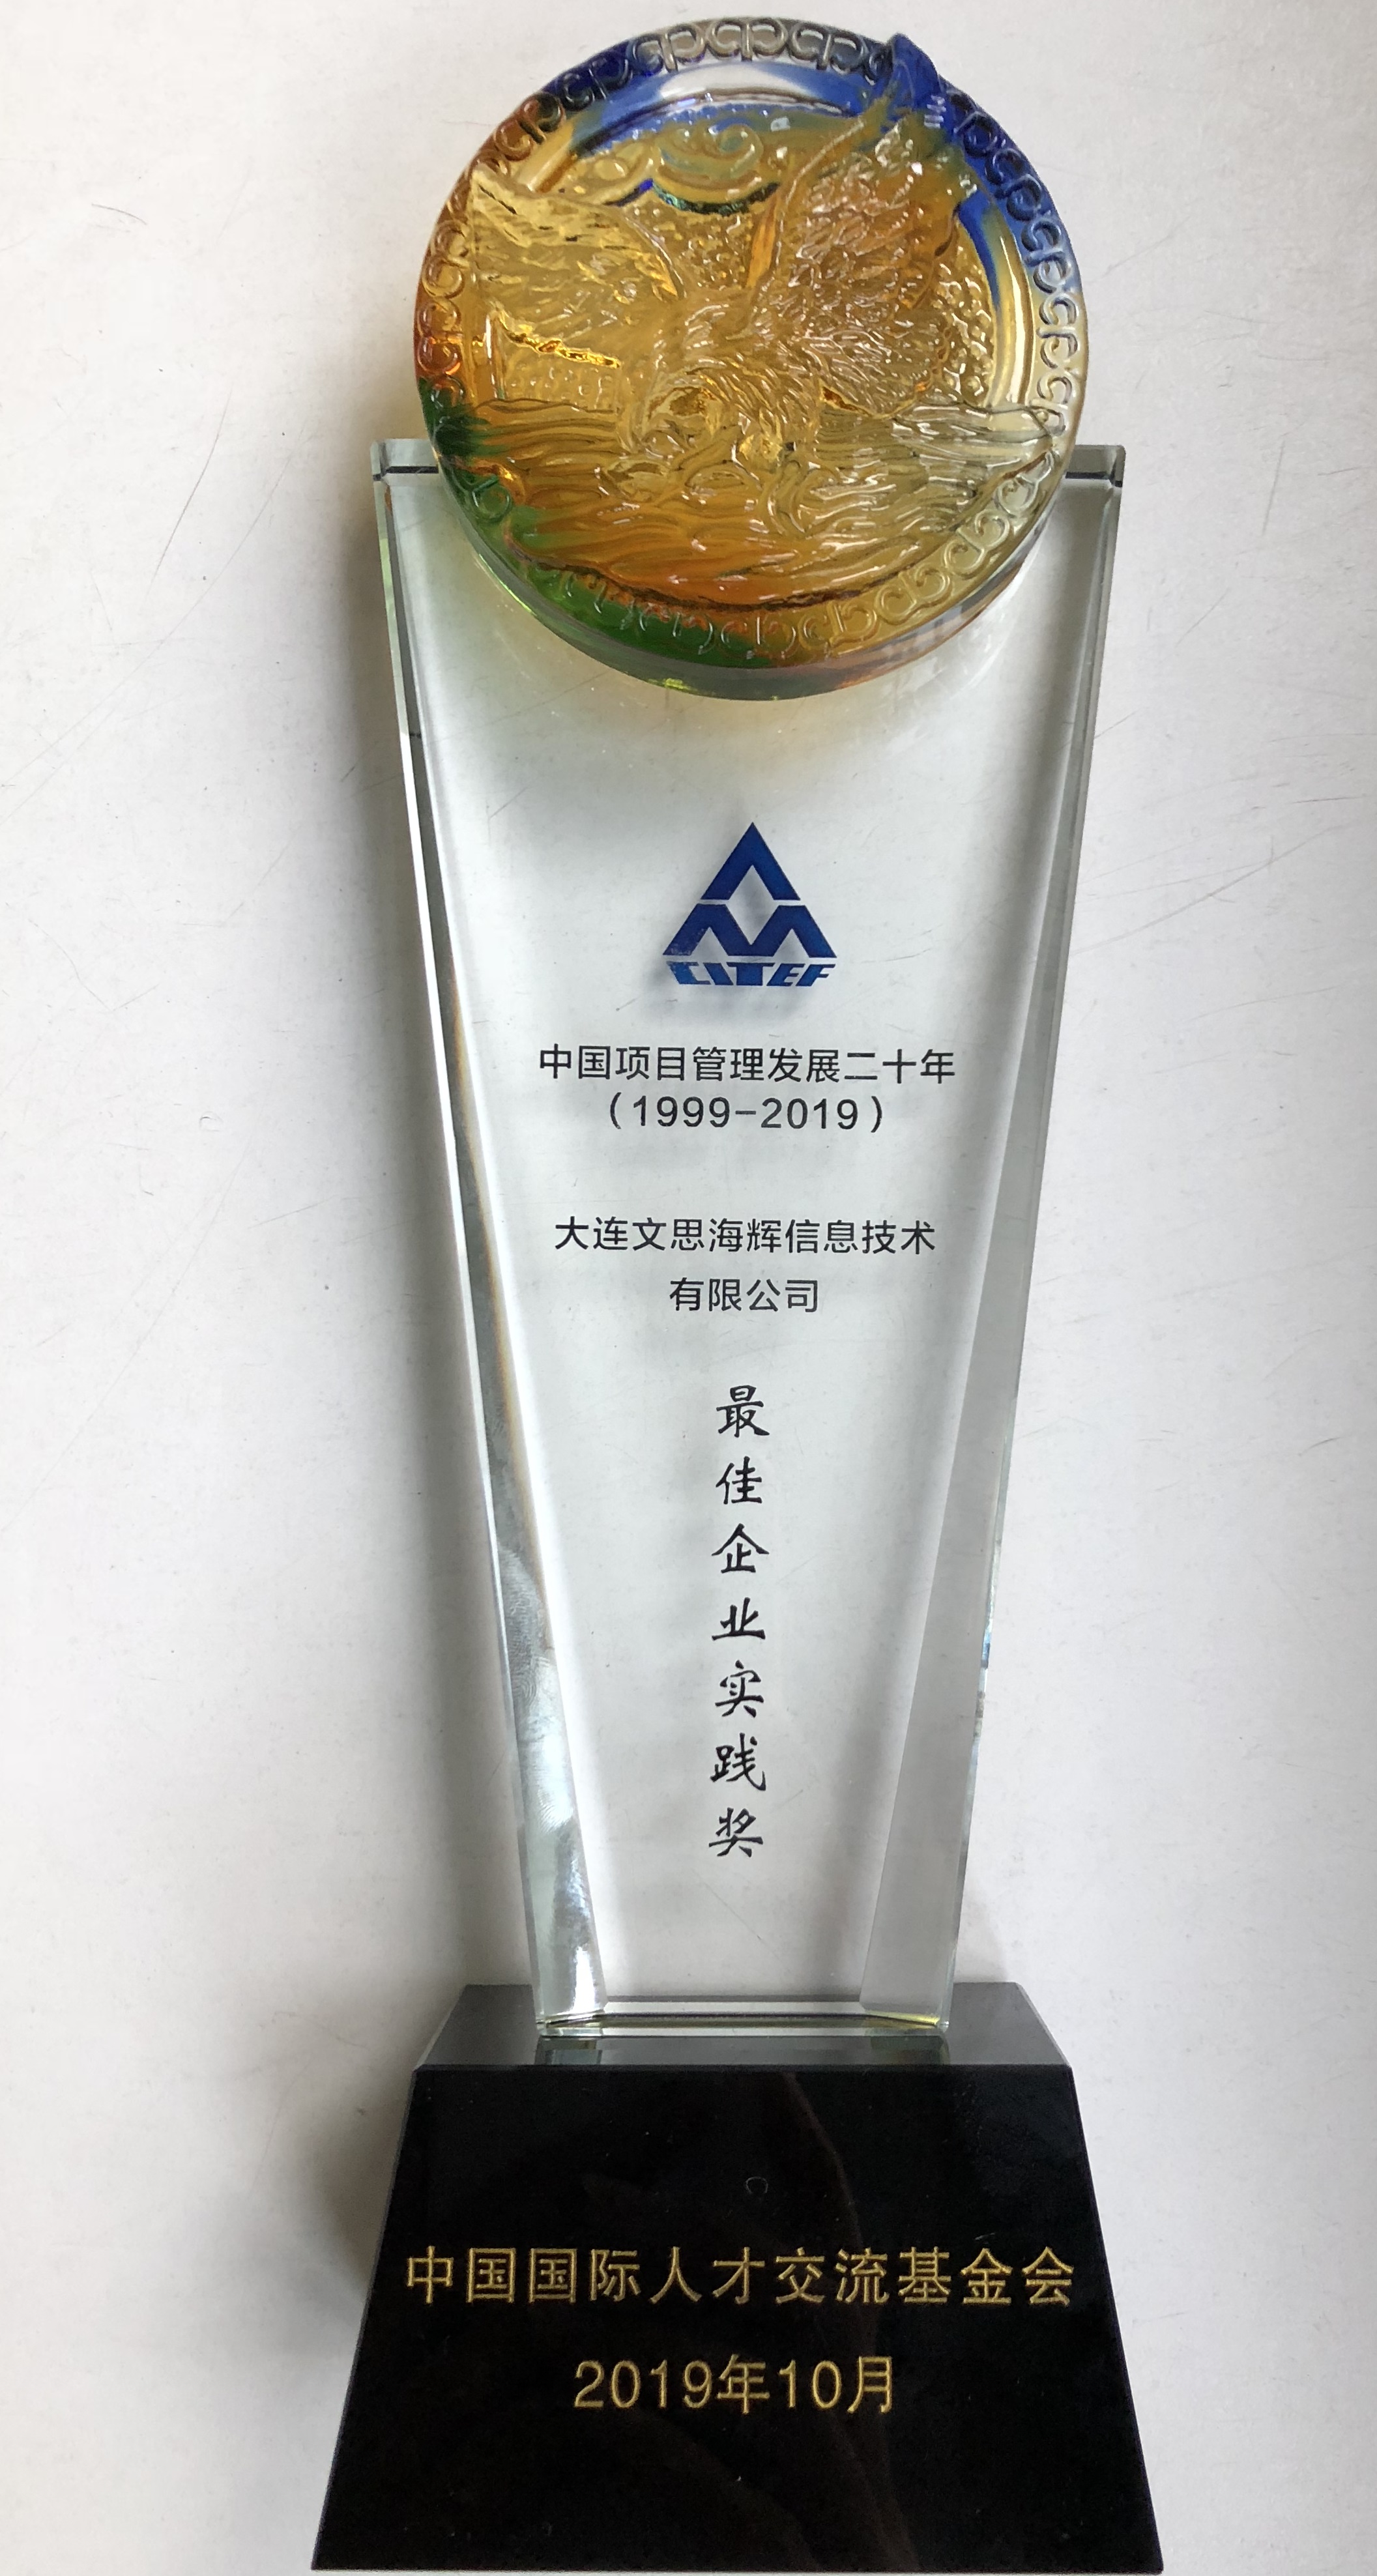 CITEF
中国项目管理发展二十年
（1999-2019）
大连文思海辉信息技术
有限公司
最佳企业实践奖
中国国际人才交流基金会
2019年10月